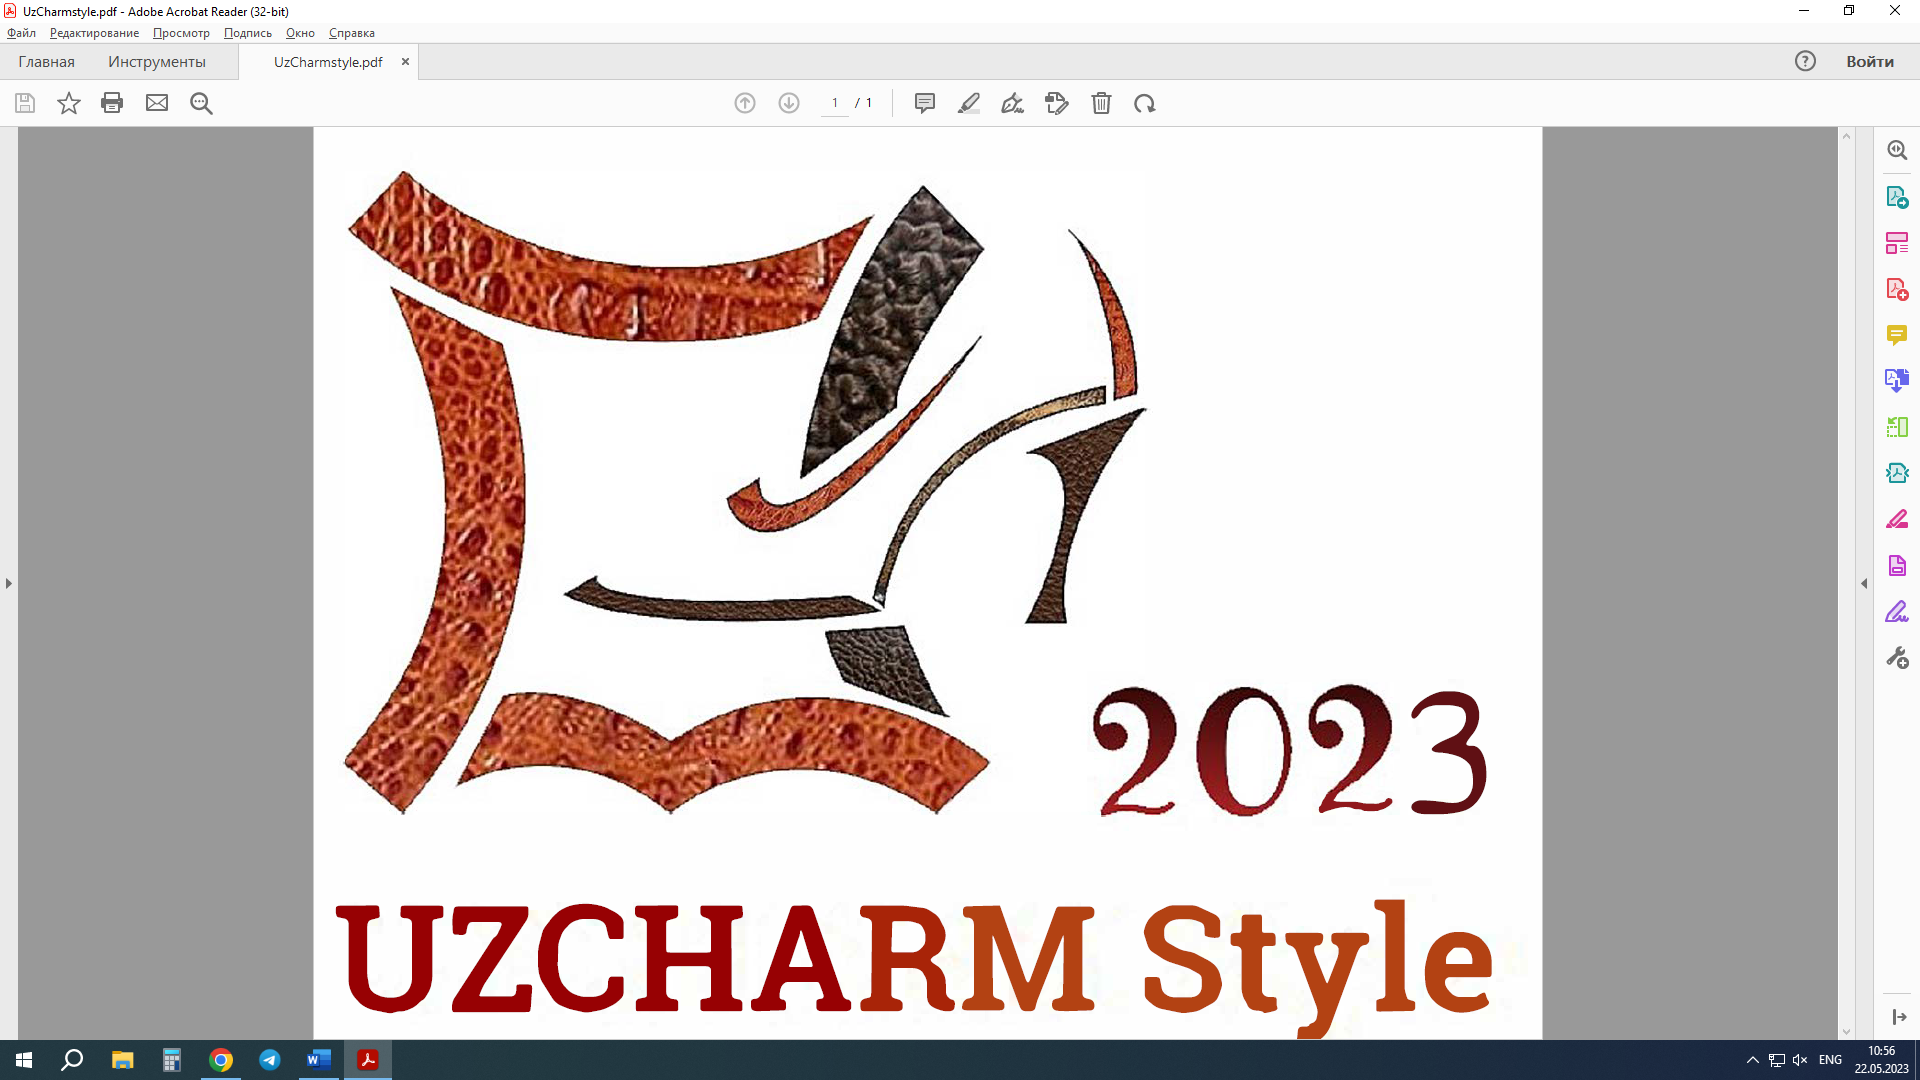 UzCharmstyle.pdf - Adobe Acrobat Reader (32-bit)
Файл Редактирование Просмотр Подпись Окно Справка
Главная Инструменты UzCharmstyle.pdf × ? Войти
1 / 1
2023
UZCHARM Style
ENG
10:56
22.05.2023